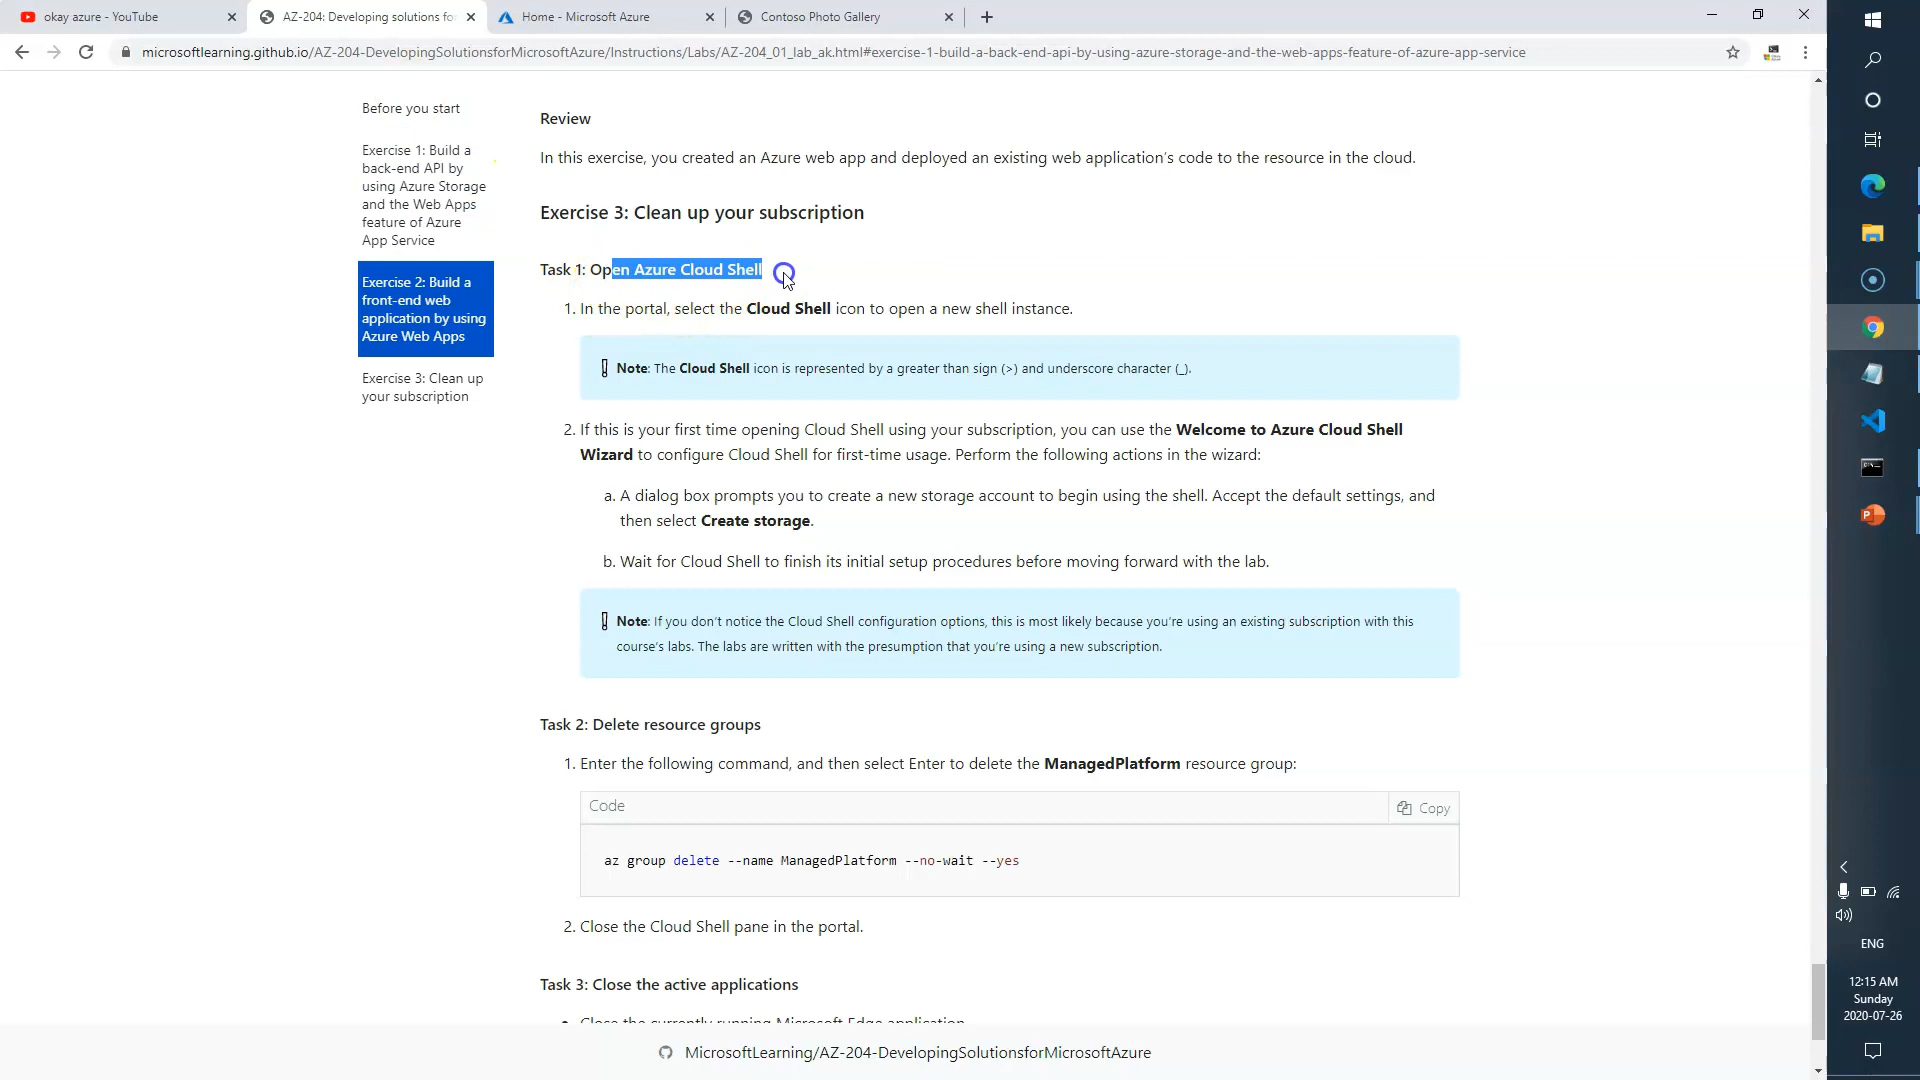 okay azure - YouTube
AZ-204: Developing solutions for
Home - Microsoft Azure
Contoso Photo Gallery
microsoftlearning.github.io/AZ-204-DevelopingSolutionsforMicrosoftAzure/Instructions/Labs/AZ-204_01_lab_ak.html#exercise-1-build-a-back-end-api-by-using-azure-storage-and-the-web-apps-feature-of-azure-app-service
Before you start
Exercise 1: Build a
back-end API by
using Azure Storage
and the Web Apps
feature of Azure
App Service
Exercise 2: Build a
front-end web
application by using
Azure Web Apps
Exercise 3: Clean up
your subscription
Review
In this exercise, you created an Azure web app and deployed an existing web application’s code to the resource in the cloud.
Exercise 3: Clean up your subscription
Task 1: Open Azure Cloud Shell
1. In the portal, select the Cloud Shell icon to open a new shell instance.
Note: The Cloud Shell icon is represented by a greater than sign (>) and underscore character (_).
2. If this is your first time opening Cloud Shell using your subscription, you can use the Welcome to Azure Cloud Shell
Wizard to configure Cloud Shell for first-time usage. Perform the following actions in the wizard:
a. A dialog box prompts you to create a new storage account to begin using the shell. Accept the default settings, and
then select Create storage.
b. Wait for Cloud Shell to finish its initial setup procedures before moving forward with the lab.
Note: If you don’t notice the Cloud Shell configuration options, this is most likely because you’re using an existing subscription with this
course’s labs. The labs are written with the presumption that you’re using a new subscription.
Task 2: Delete resource groups
1. Enter the following command, and then select Enter to delete the ManagedPlatform resource group:
Code
Copy
az group delete --name ManagedPlatform --no-wait --yes
2. Close the Cloud Shell pane in the portal.
Task 3: Close the active applications
Close the currently running Microsoft Edge application
MicrosoftLearning/AZ-204-DevelopingSolutionsforMicrosoftAzure
ENG
12:15 AM
Sunday
2020-07-26